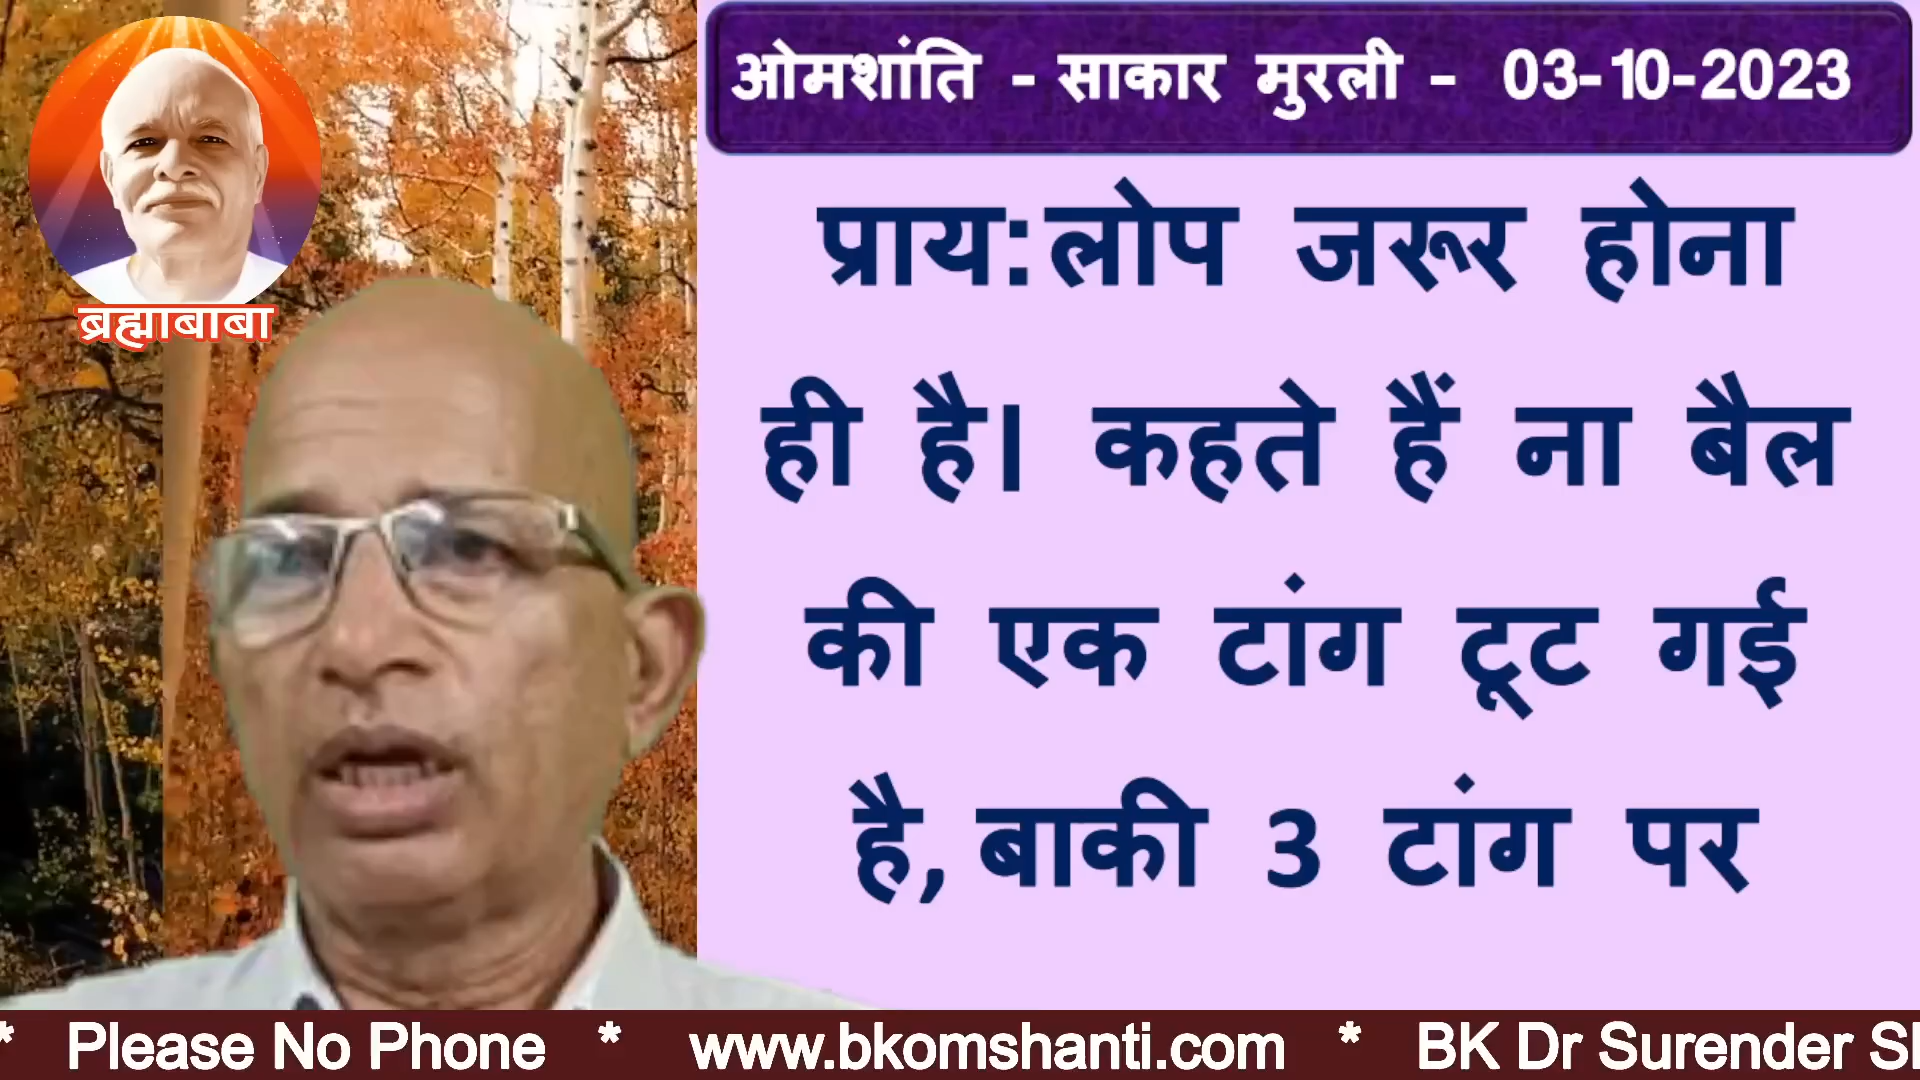 ओमशांति - साकार मुरली - 03-10-2023
ब्रह्माबाबा
प्राय:लोप जरूर होना
ही है। कहते हैं ना बैल
की एक टांग टूट गई
है, बाकी 3 टांग पर
* Please No Phone * www.bkomshanti.com * BK Dr Surender